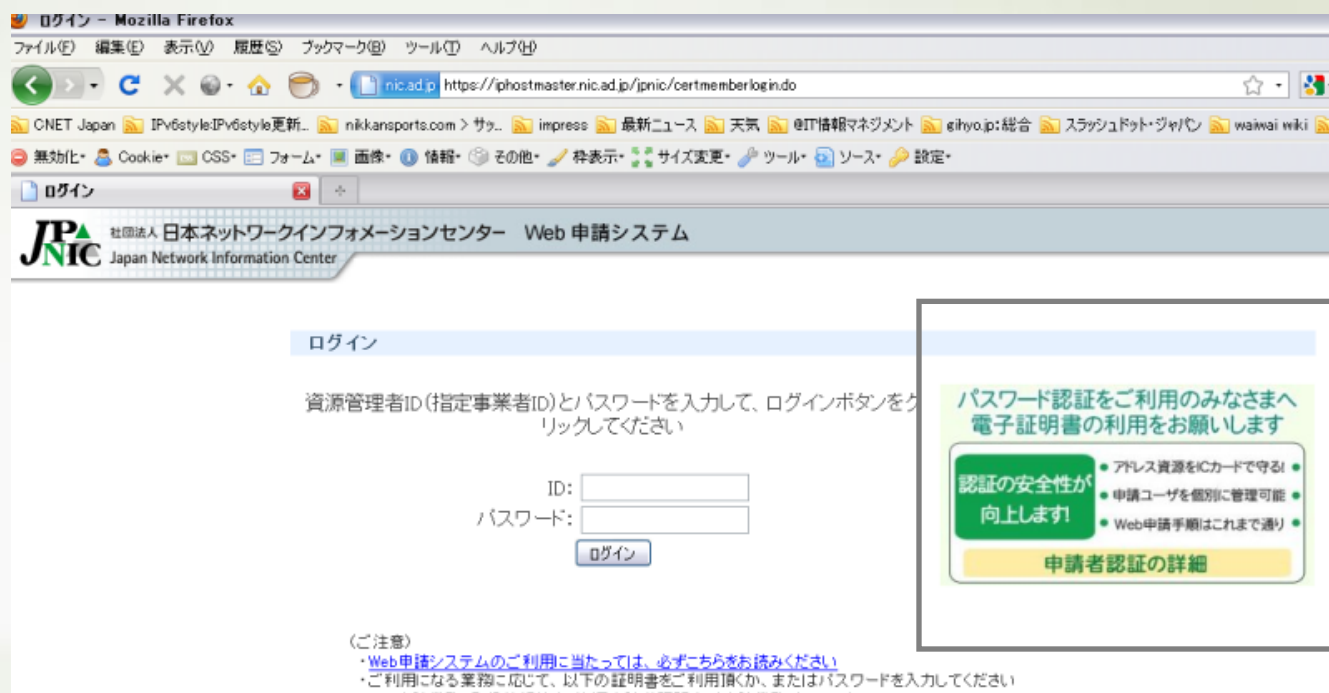 ログイン - Mozilla Firefox
ファイル(F) 編集(E) 表示(V) 履歴(S) ブックマーク(B) ツール(T) ヘルプ(H)
nic.ad.jp https://iphostmaster.nic.ad.jp/jpnic/certmemberlogin.do
CNET Japan IPv6style:IPv6style更新... nikkansports.com > サッ... impress 最新ニュース 天気 @IT情報マネジメント gihyo.jp:総合 スラッシュドット・ジャパン waiwai wiki
無効化 Cookie CSS フォーム 画像 情報 その他 枠表示 サイズ変更 ツール ソース 設定
ログイン
JPNIC 社団法人 日本ネットワークインフォメーションセンター Web 申請システム
Japan Network Information Center
ログイン
資源管理者ID(指定事業者ID)とパスワードを入力して、ログインボタンをク
リックしてください
ID:
パスワード:
ログイン
パスワード認証をご利用のみなさまへ
電子証明書の利用をお願いします
認証の安全性が
向上します!
• アドレス資源をICカードで守る! •
• 申請ユーザを個別に管理可能 •
• Web申請手順はこれまで通り •
申請者認証の詳細
(ご注意)
・Web申請システムのご利用に当たっては、必ずこちらをお読みください
・ご利用になる業務に応じて、以下の証明書をご利用頂くか、またはパスワードを入力してください